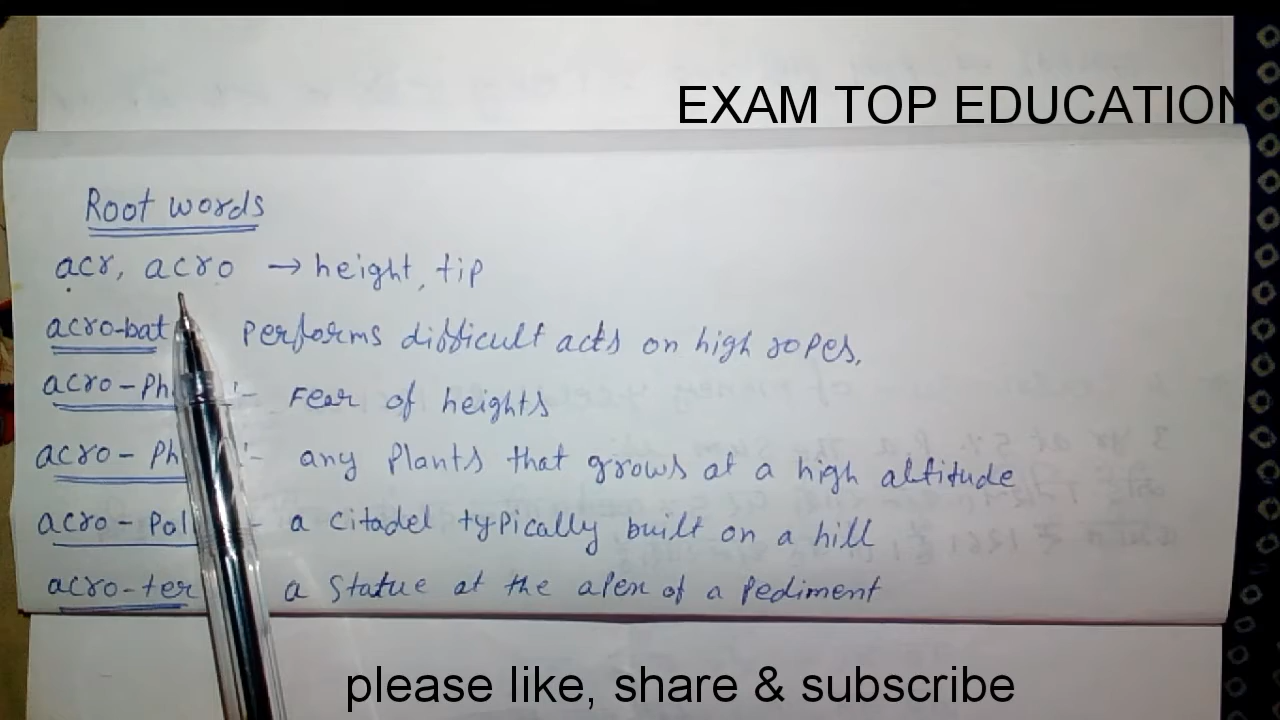 EXAM TOP EDUCATION
Root words
acr, acro → height, tip
acro-bat performs difficult acts on high ropes.
acro-Ph :- Fear of heights
acro-Ph :- any Plants that grows at a high altitude
acro-Pol - a citadel typically built on a hill
acro-ter a Statue at the apex of a Pediment
please like, share & subscribe